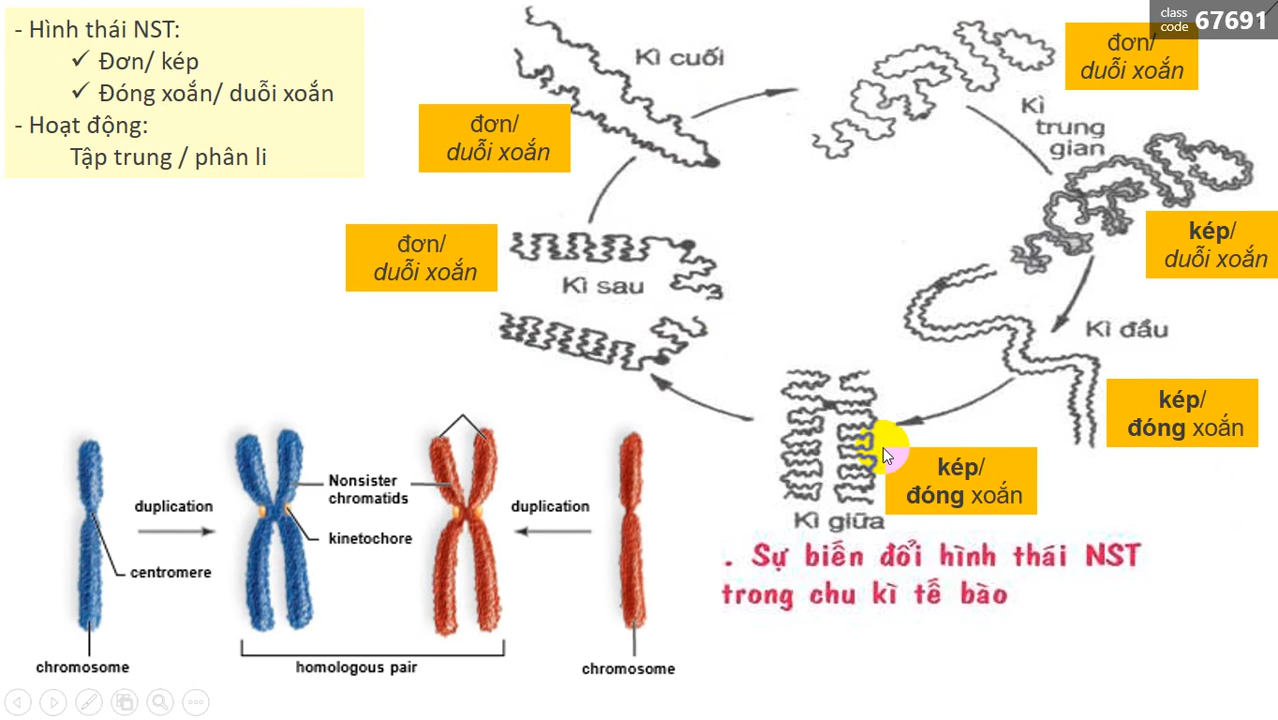 - Hình thái NST:
✓ Đơn/ kép
✓ Đóng xoắn/ duỗi xoắn
- Hoạt động:
Tập trung / phân li
class
code 67691
Kì cuối
đơn/
duỗi xoắn
đơn/
duỗi xoắn
Kì
trung
gian
kép/
duỗi xoắn
đơn/
duỗi xoắn
Kì sau
Kì đầu
kép/
đóng xoắn
kép/
đóng xoắn
Kì giữa
. Sự biến đổi hình thái NST
trong chu kì tế bào
duplication
Nonsister
chromatids
duplication
kinetochore
centromere
chromosome
homologous pair
chromosome